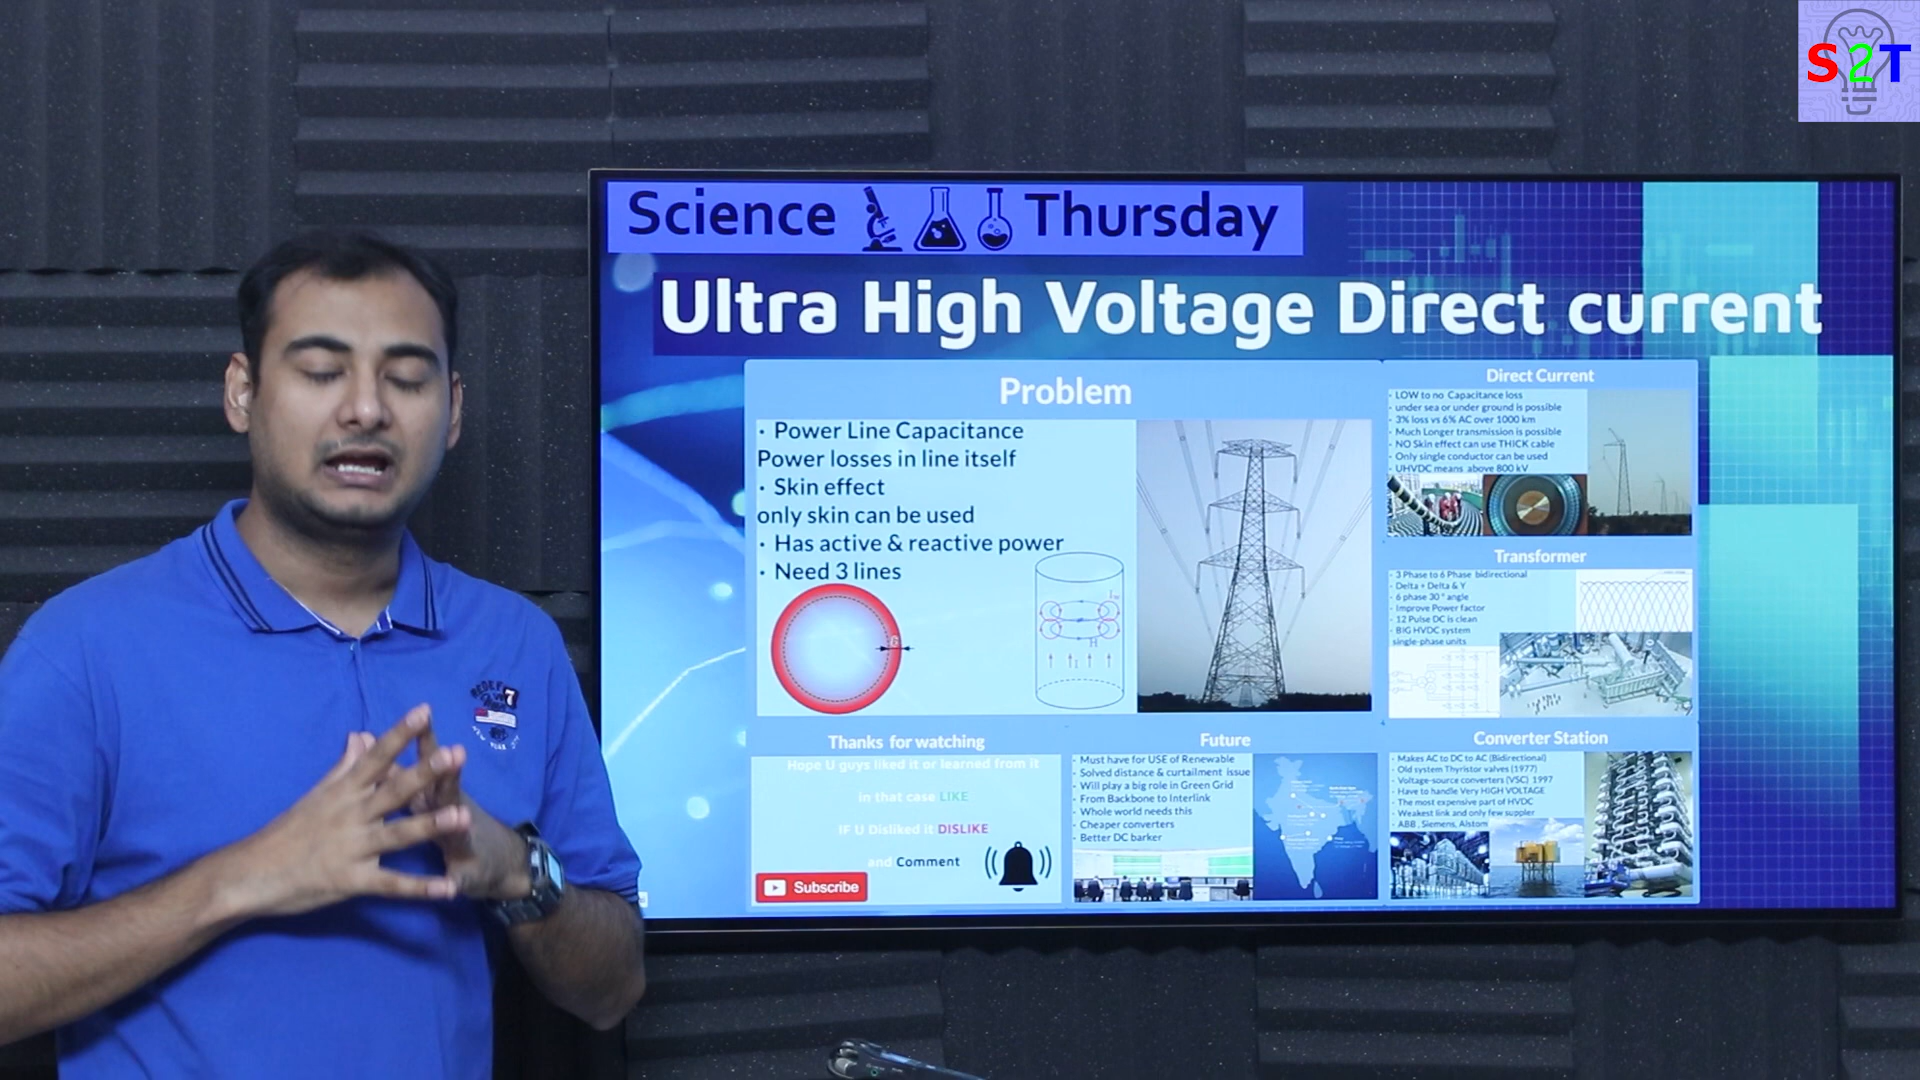 S2T
Science Thursday
Ultra High Voltage Direct current
Problem
· Power Line Capacitance
Power losses in line itself
· Skin effect
only skin can be used
· Has active & reactive power
· Need 3 lines
δ
H
Direct Current
· LOW to no Capacitance loss
· under sea or under ground is possible
· 3% loss vs 6% AC over 1000 km
· Much Longer transmission is possible
· NO Skin effect can use THICK cable
· Only single conductor can be used
· UHVDC means above 800 kV
Transformer
· 3 Phase to 6 Phase bidirectional
· Delta + Delta & Y
· 6 phase 30 ° angle
· Improve Power factor
· 12 Pulse DC is clean
· BIG HVDC system
single-phase units
Thanks for watching
Hope U guys liked it or learned from it
in that case LIKE
IF U Disliked it DISLIKE
and Comment
Subscribe
Future
· Must have for USE of Renewable
· Solved distance & curtailment issue
· Will play a big role in Green Grid
· From Backbone to Interlink
· Whole world needs this
· Cheaper converters
· Better DC barker
Converter Station
· Makes AC to DC to AC (Bidirectional)
· Old system Thyristor valves (1977)
· Voltage-source converters (VSC) 1997
· Have to handle Very HIGH VOLTAGE
· The most expensive part of HVDC
· Weakest link and only few supplier
· ABB, Siemens, Alstom
7